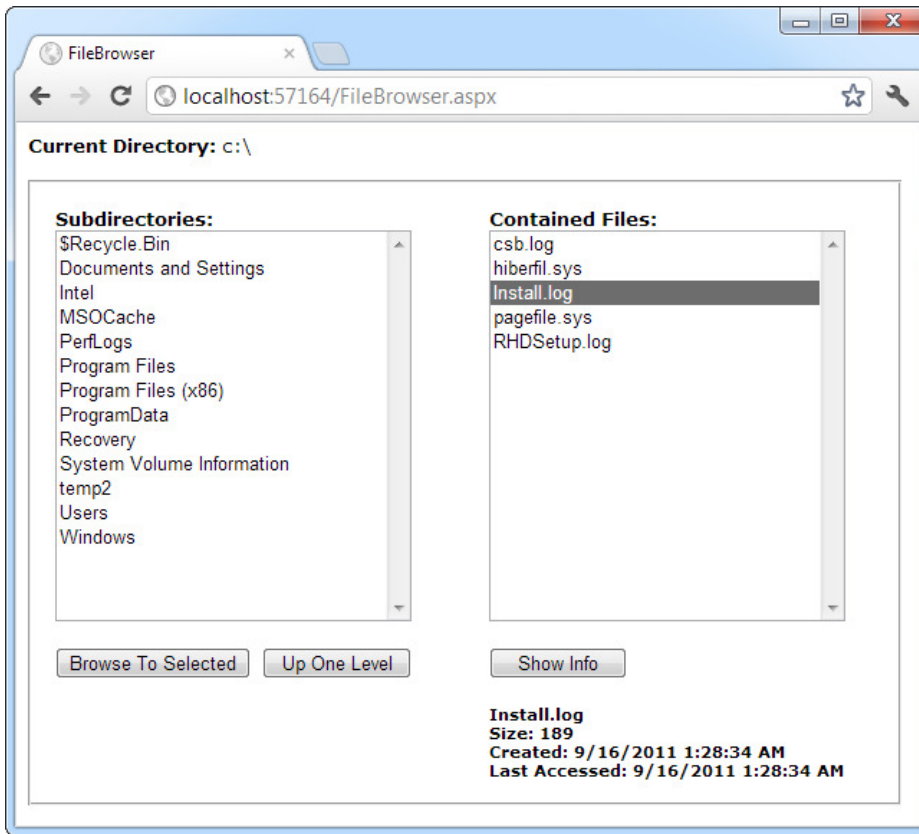 FileBrowser
localhost:57164/FileBrowser.aspx
Current Directory: c:\
Subdirectories:
$Recycle.Bin
Documents and Settings
Intel
MSOCache
PerfLogs
Program Files
Program Files (x86)
ProgramData
Recovery
System Volume Information
temp2
Users
Windows
Browse To Selected
Up One Level
Contained Files:
csb.log
hiberfil.sys
Install.log
pagefile.sys
RHDSetup.log
Show Info
Install.log
Size: 189
Created: 9/16/2011 1:28:34 AM
Last Accessed: 9/16/2011 1:28:34 AM